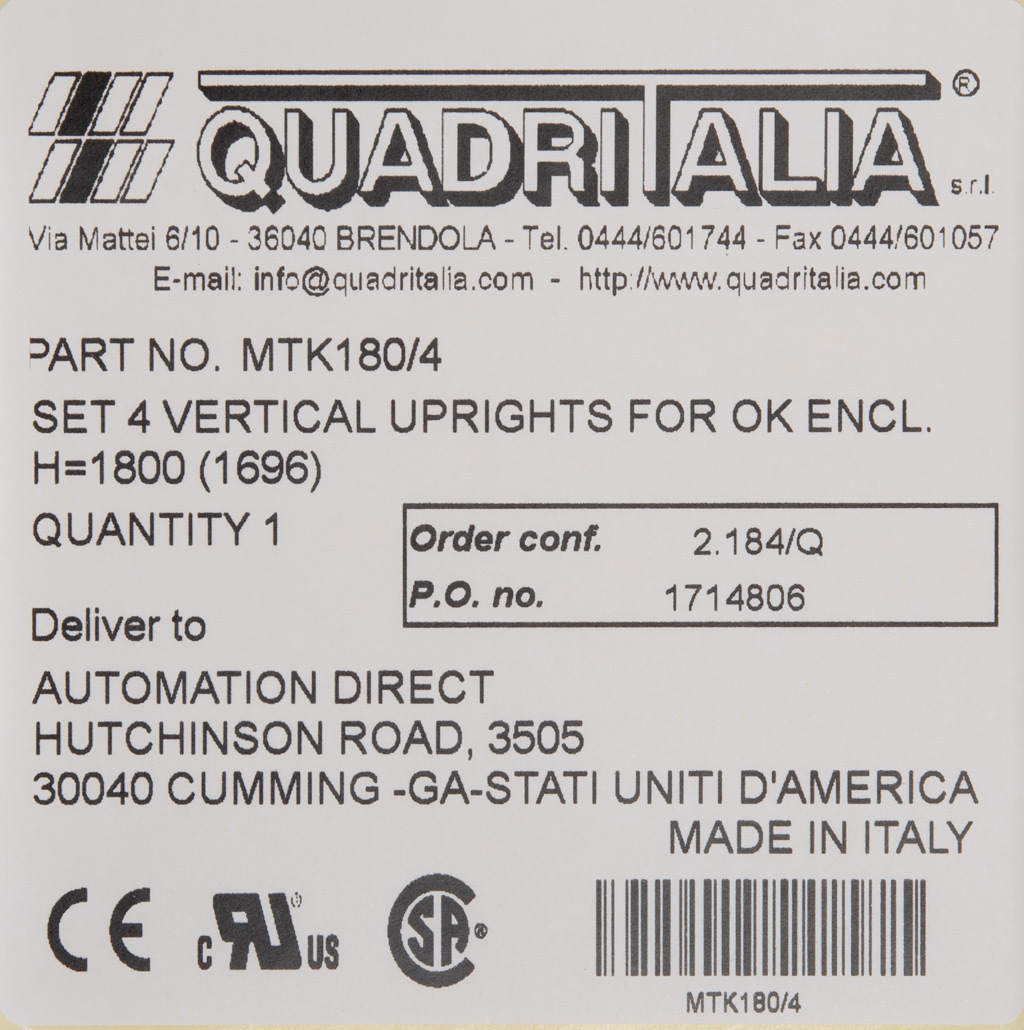 QUADRITALIA® s.r.l.
Via Mattei 6/10 - 36040 BRENDOLA - Tel. 0444/601744 - Fax 0444/601057
E-mail: info@quadritalia.com - http://www.quadritalia.com
PART NO. MTK180/4
SET 4 VERTICAL UPRIGHTS FOR OK ENCL.
H=1800 (1696)
QUANTITY 1
Order conf. 2.184/Q
P.O. no. 1714806
Deliver to
AUTOMATION DIRECT
HUTCHINSON ROAD, 3505
30040 CUMMING -GA-STATI UNITI D'AMERICA
MADE IN ITALY
CE C RU US SA®
MTK180/4